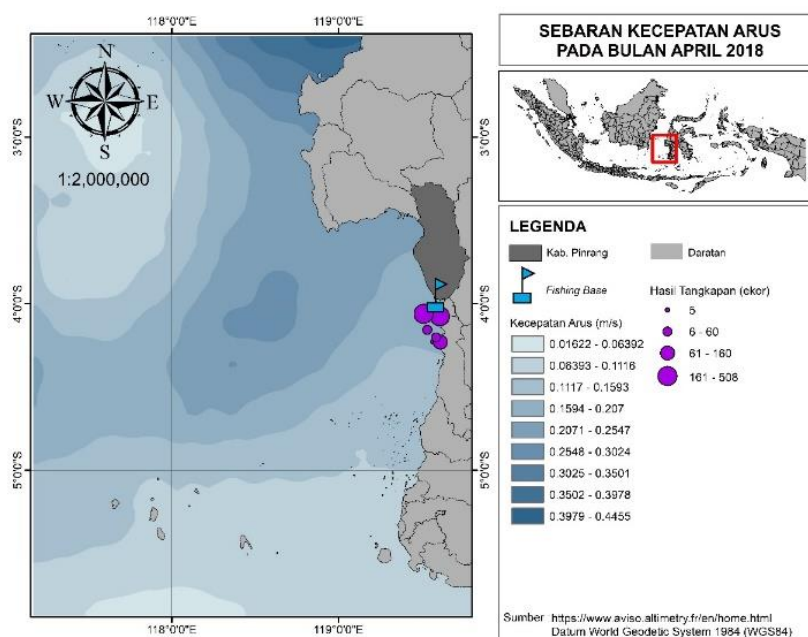 118°0'0"E 119°0'0"E
N
W E
S
1:2,000,000
3°0'0"S 3°0'0"S
4°0'0"S 4°0'0"S
5°0'0"S 5°0'0"S
118°0'0"E 119°0'0"E
SEBARAN KECEPATAN ARUS
PADA BULAN APRIL 2018
LEGENDA
Kab. Pinrang Daratan
Fishing Base
Hasil Tangkapan (ekor)
5
6 - 60
61 - 160
161 - 508
Kecepatan Arus (m/s)
0.01622 - 0.06392
0.06393 - 0.1116
0.1117 - 0.1593
0.1594 - 0.207
0.2071 - 0.2547
0.2548 - 0.3024
0.3025 - 0.3501
0.3502 - 0.3978
0.3979 - 0.4455
Sumber https://www.aviso.altimetry.fr/en/home.html
Datum World Geodetic System 1984 (WGS84)